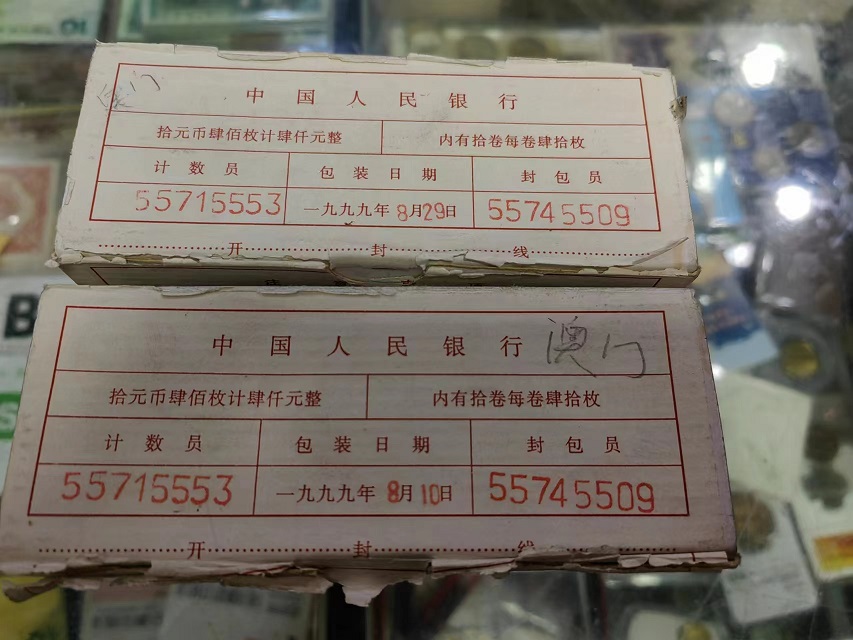 中国人民银行
拾元币肆佰枚计肆仟元整 内有拾卷每卷肆拾枚
计数员 包装日期 封包员
55715553 一九九九年8月29日 55745509
开封线
中国人民银行 澳门
拾元币肆佰枚计肆仟元整 内有拾卷每卷肆拾枚
计数员 包装日期 封包员
55715553 一九九九年8月10日 55745509
开封线